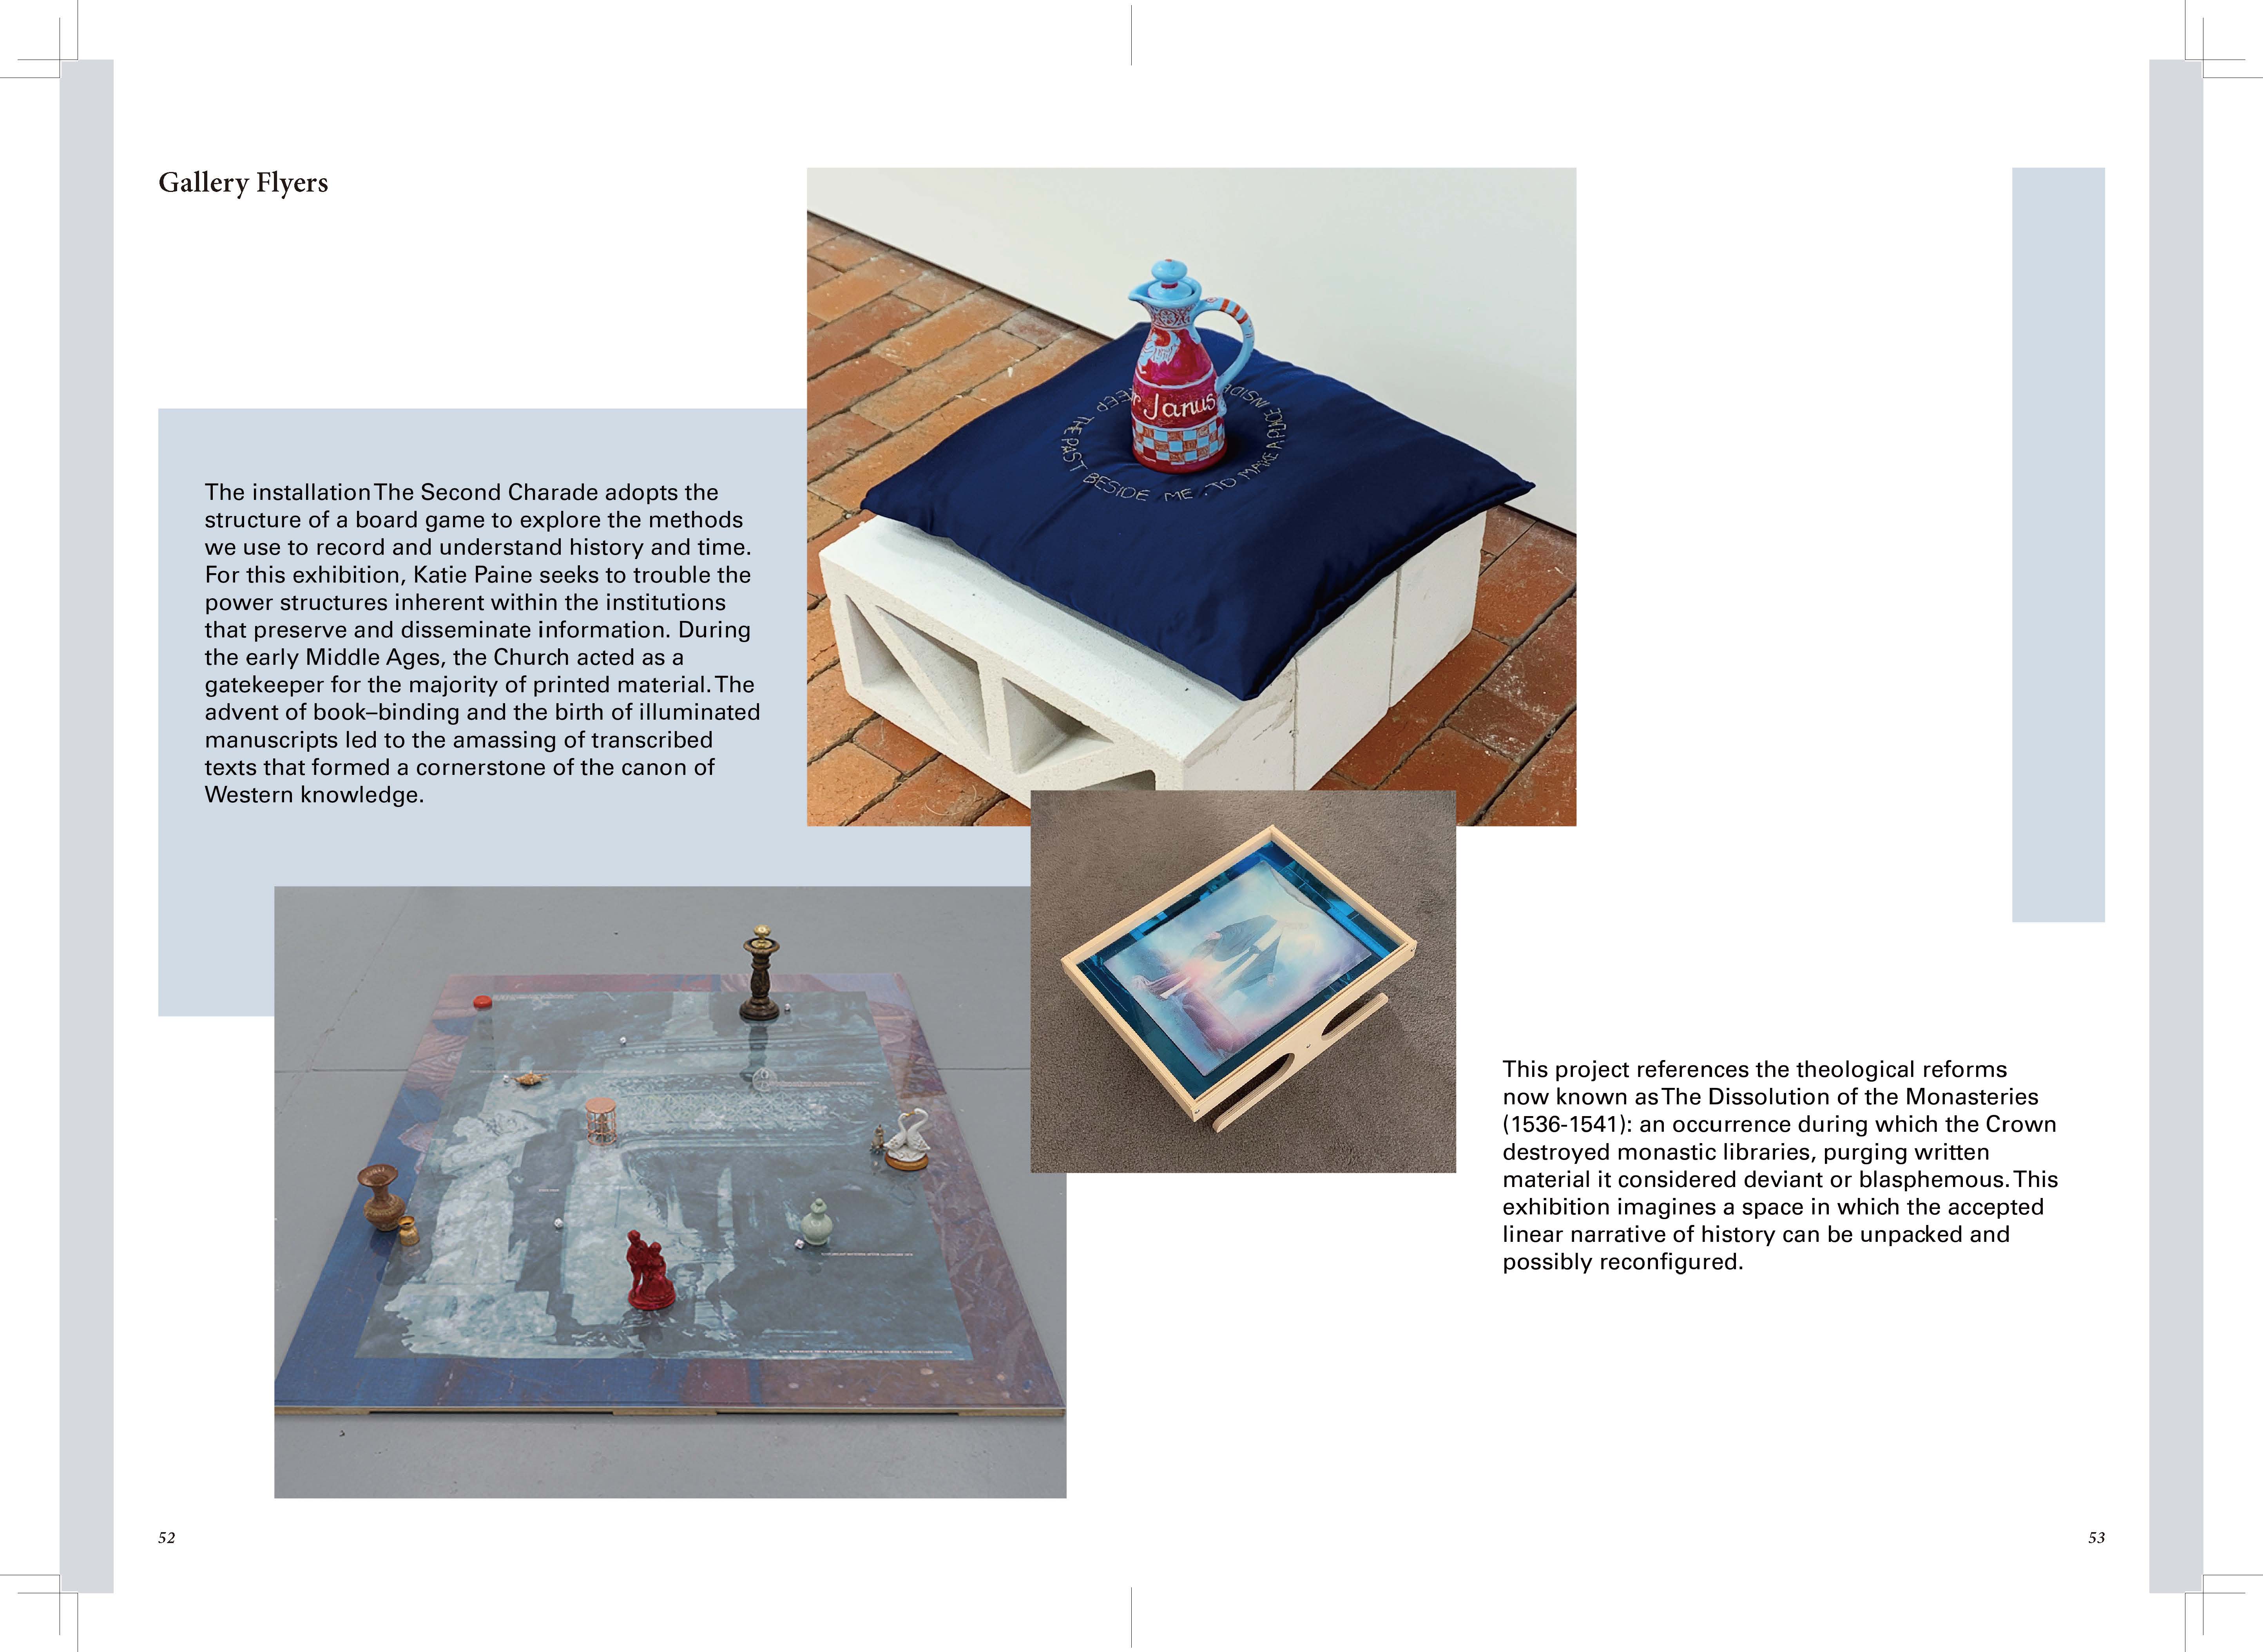 Gallery Flyers
The installation The Second Charade adopts the
structure of a board game to explore the methods
we use to record and understand history and time.
For this exhibition, Katie Paine seeks to trouble the
power structures inherent within the institutions
that preserve and disseminate information. During
the early Middle Ages, the Church acted as a
gatekeeper for the majority of printed material. The
advent of book–binding and the birth of illuminated
manuscripts led to the amassing of transcribed
texts that formed a cornerstone of the canon of
Western knowledge.
Janus
THE PAST BESIDE ME, TO MAKE A PLACE INSIDE
This project references the theological reforms
now known as The Dissolution of the Monasteries
(1536-1541): an occurrence during which the Crown
destroyed monastic libraries, purging written
material it considered deviant or blasphemous. This
exhibition imagines a space in which the accepted
linear narrative of history can be unpacked and
possibly reconfigured.
52
53